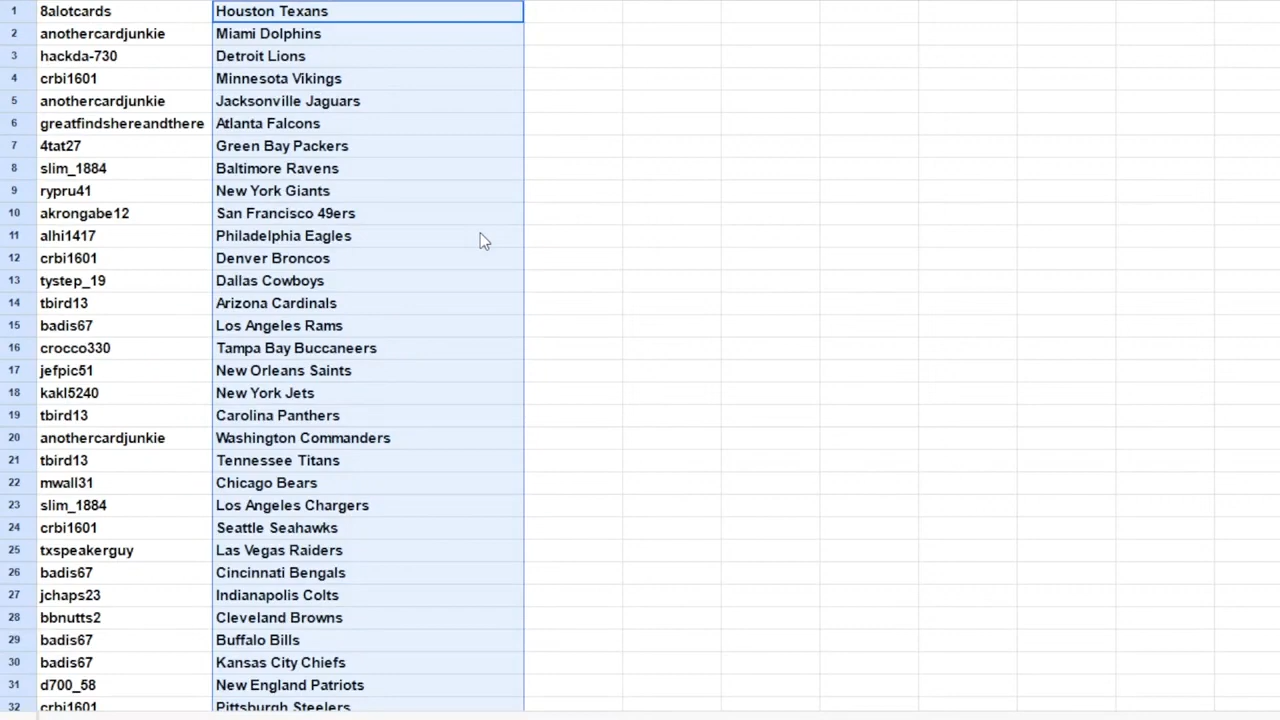 1 8alotcards Houston Texans
2 anothercardjunkie Miami Dolphins
3 hackda-730 Detroit Lions
4 crbi1601 Minnesota Vikings
5 anothercardjunkie Jacksonville Jaguars
6 greatfindshereandthere Atlanta Falcons
7 4tat27 Green Bay Packers
8 slim_1884 Baltimore Ravens
9 rypru41 New York Giants
10 akrongabe12 San Francisco 49ers
11 alhi1417 Philadelphia Eagles
12 crbi1601 Denver Broncos
13 tystep_19 Dallas Cowboys
14 tbird13 Arizona Cardinals
15 badis67 Los Angeles Rams
16 crocco330 Tampa Bay Buccaneers
17 jefpic51 New Orleans Saints
18 kakl5240 New York Jets
19 tbird13 Carolina Panthers
20 anothercardjunkie Washington Commanders
21 tbird13 Tennessee Titans
22 mwall31 Chicago Bears
23 slim_1884 Los Angeles Chargers
24 crbi1601 Seattle Seahawks
25 txspeakerguy Las Vegas Raiders
26 badis67 Cincinnati Bengals
27 jchaps23 Indianapolis Colts
28 bbnutts2 Cleveland Browns
29 badis67 Buffalo Bills
30 badis67 Kansas City Chiefs
31 d700_58 New England Patriots
32 crbi1601 Pittsburgh Steelers